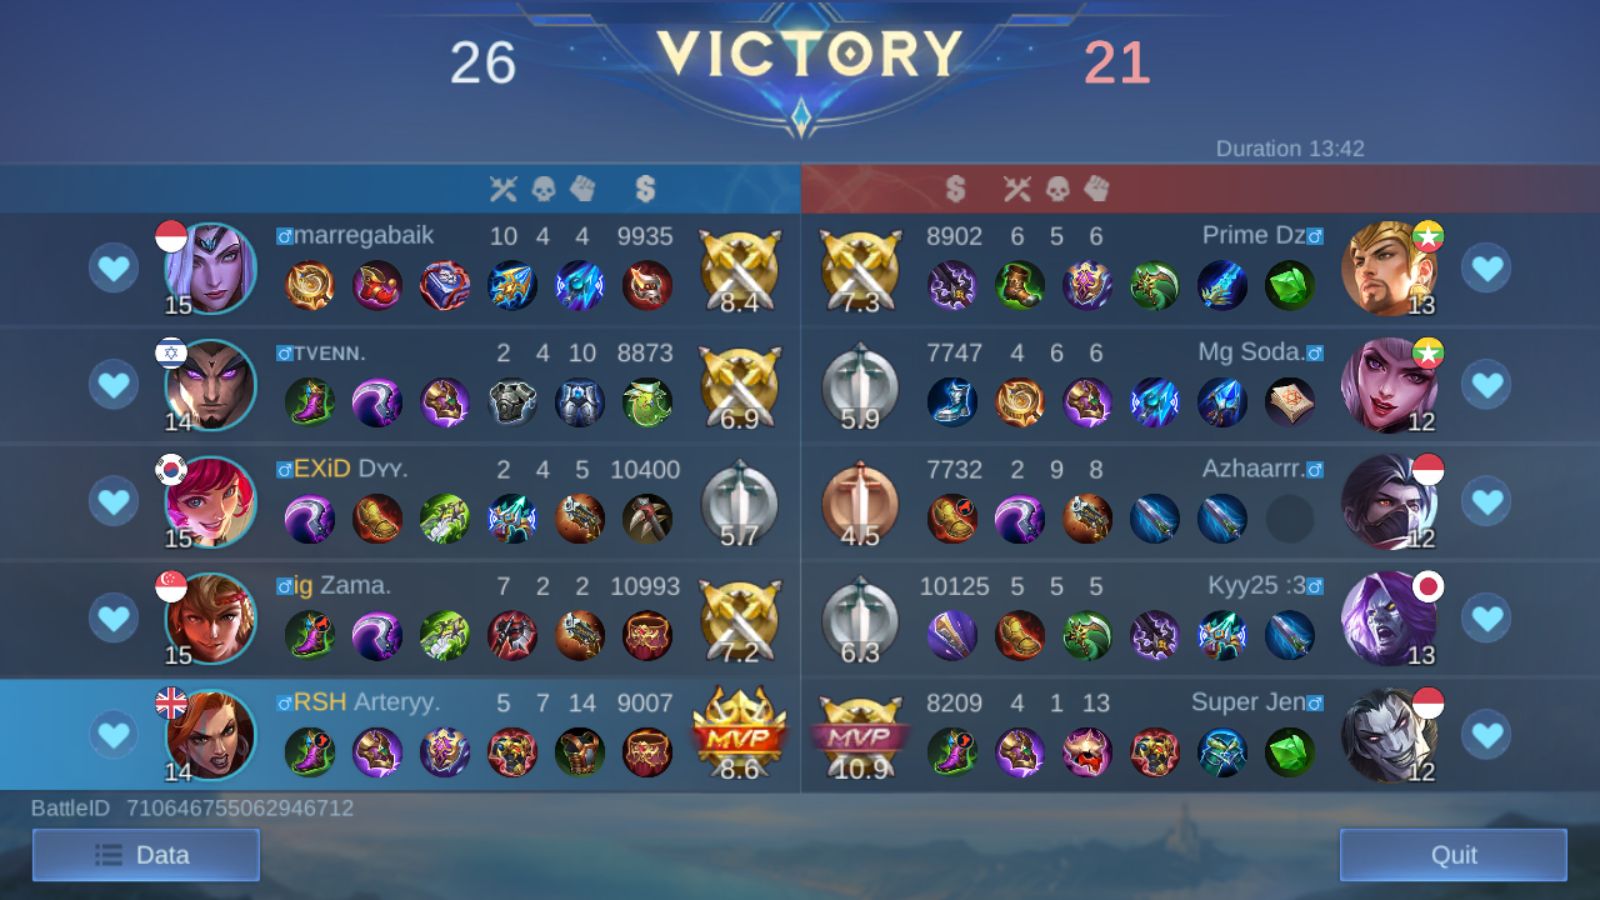 26 VICTORY 21
Duration 13:42
marregabaik 10 4 4 9935
15 8.4
8902 6 5 6 Prime Dz
7.3 13
TVENN. 2 4 10 8873
14 6.9
7747 4 6 6 Mg Soda.
5.9 12
EXiD Dyy. 2 4 5 10400
15 5.7
7732 2 9 8 Azhaarrr.
4.5 12
ig Zama. 7 2 2 10993
15 7.2
10125 5 5 5 Kyy25 :3
6.3 13
RSH Arteryy. 5 7 14 9007
MVP
14 8.6
8209 4 1 13 Super Jen
MVP
10.9 12
BattleID 710646755062946712
Data
Quit